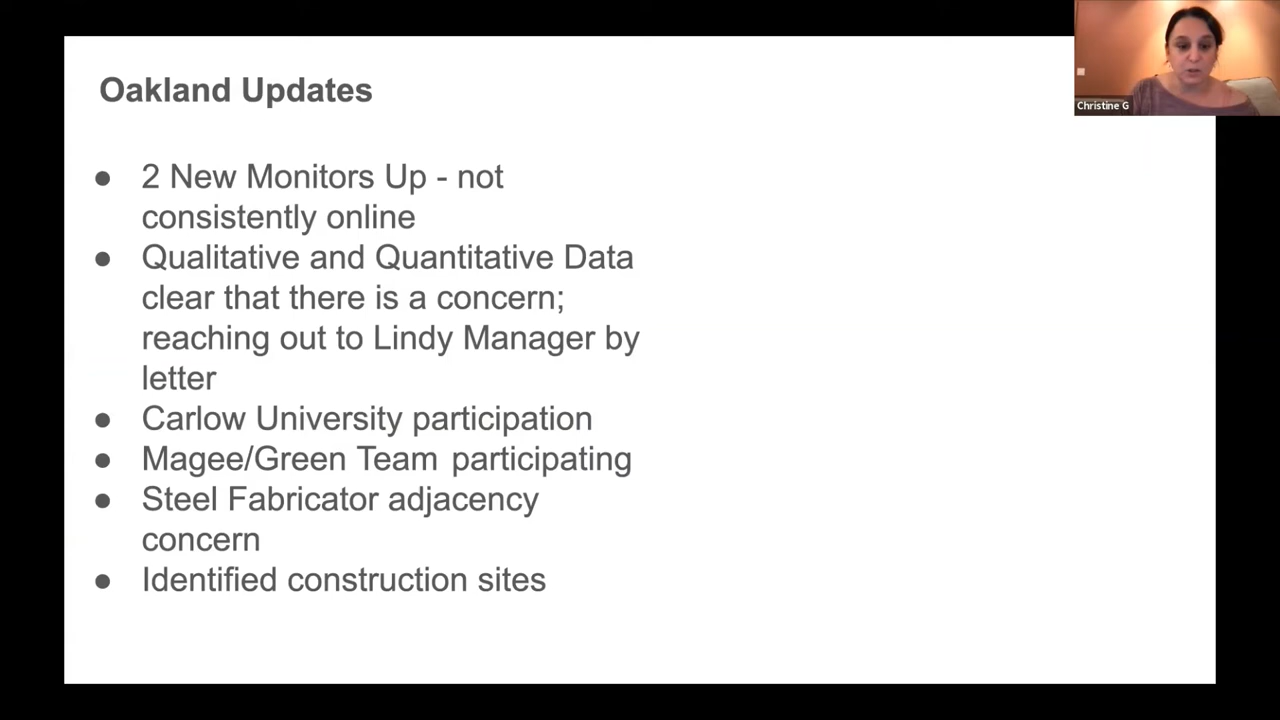 Oakland Updates
Christine G
● 2 New Monitors Up - not
consistently online
● Qualitative and Quantitative Data
clear that there is a concern;
reaching out to Lindy Manager by
letter
● Carlow University participation
● Magee/Green Team participating
● Steel Fabricator adjacency
concern
● Identified construction sites